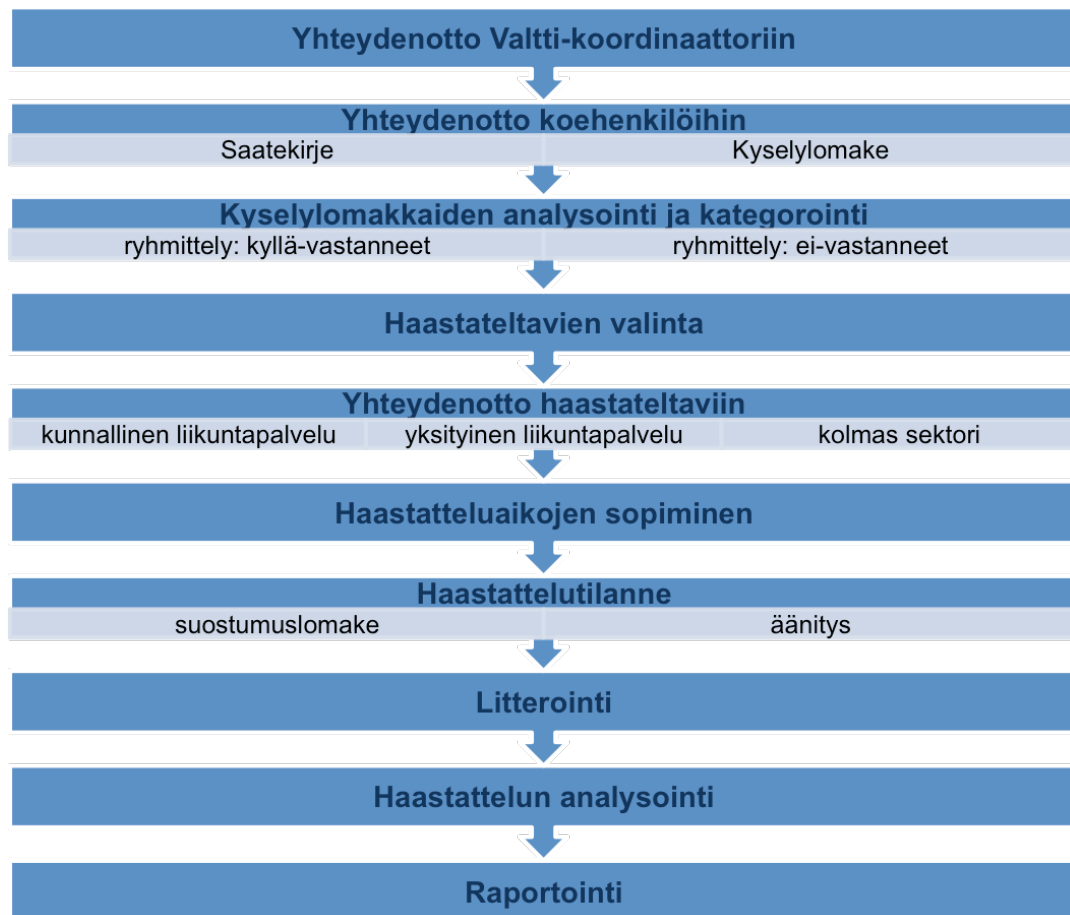 Yhteydenotto Valtti-koordinaattoriin
Yhteydenotto koehenkilöihin
Saatekirje Kyselylomake
Kyselylomakkaiden analysointi ja kategorointi
ryhmittely: kyllä-vastanneet ryhmittely: ei-vastanneet
Haastateltavien valinta
Yhteydenotto haastateltaviin
kunnallinen liikuntapalvelu yksityinen liikuntapalvelu kolmas sektori
Haastatteluaikojen sopiminen
Haastattelutilanne
suostumuslomake äänitys
Litterointi
Haastattelun analysointi
Raportointi